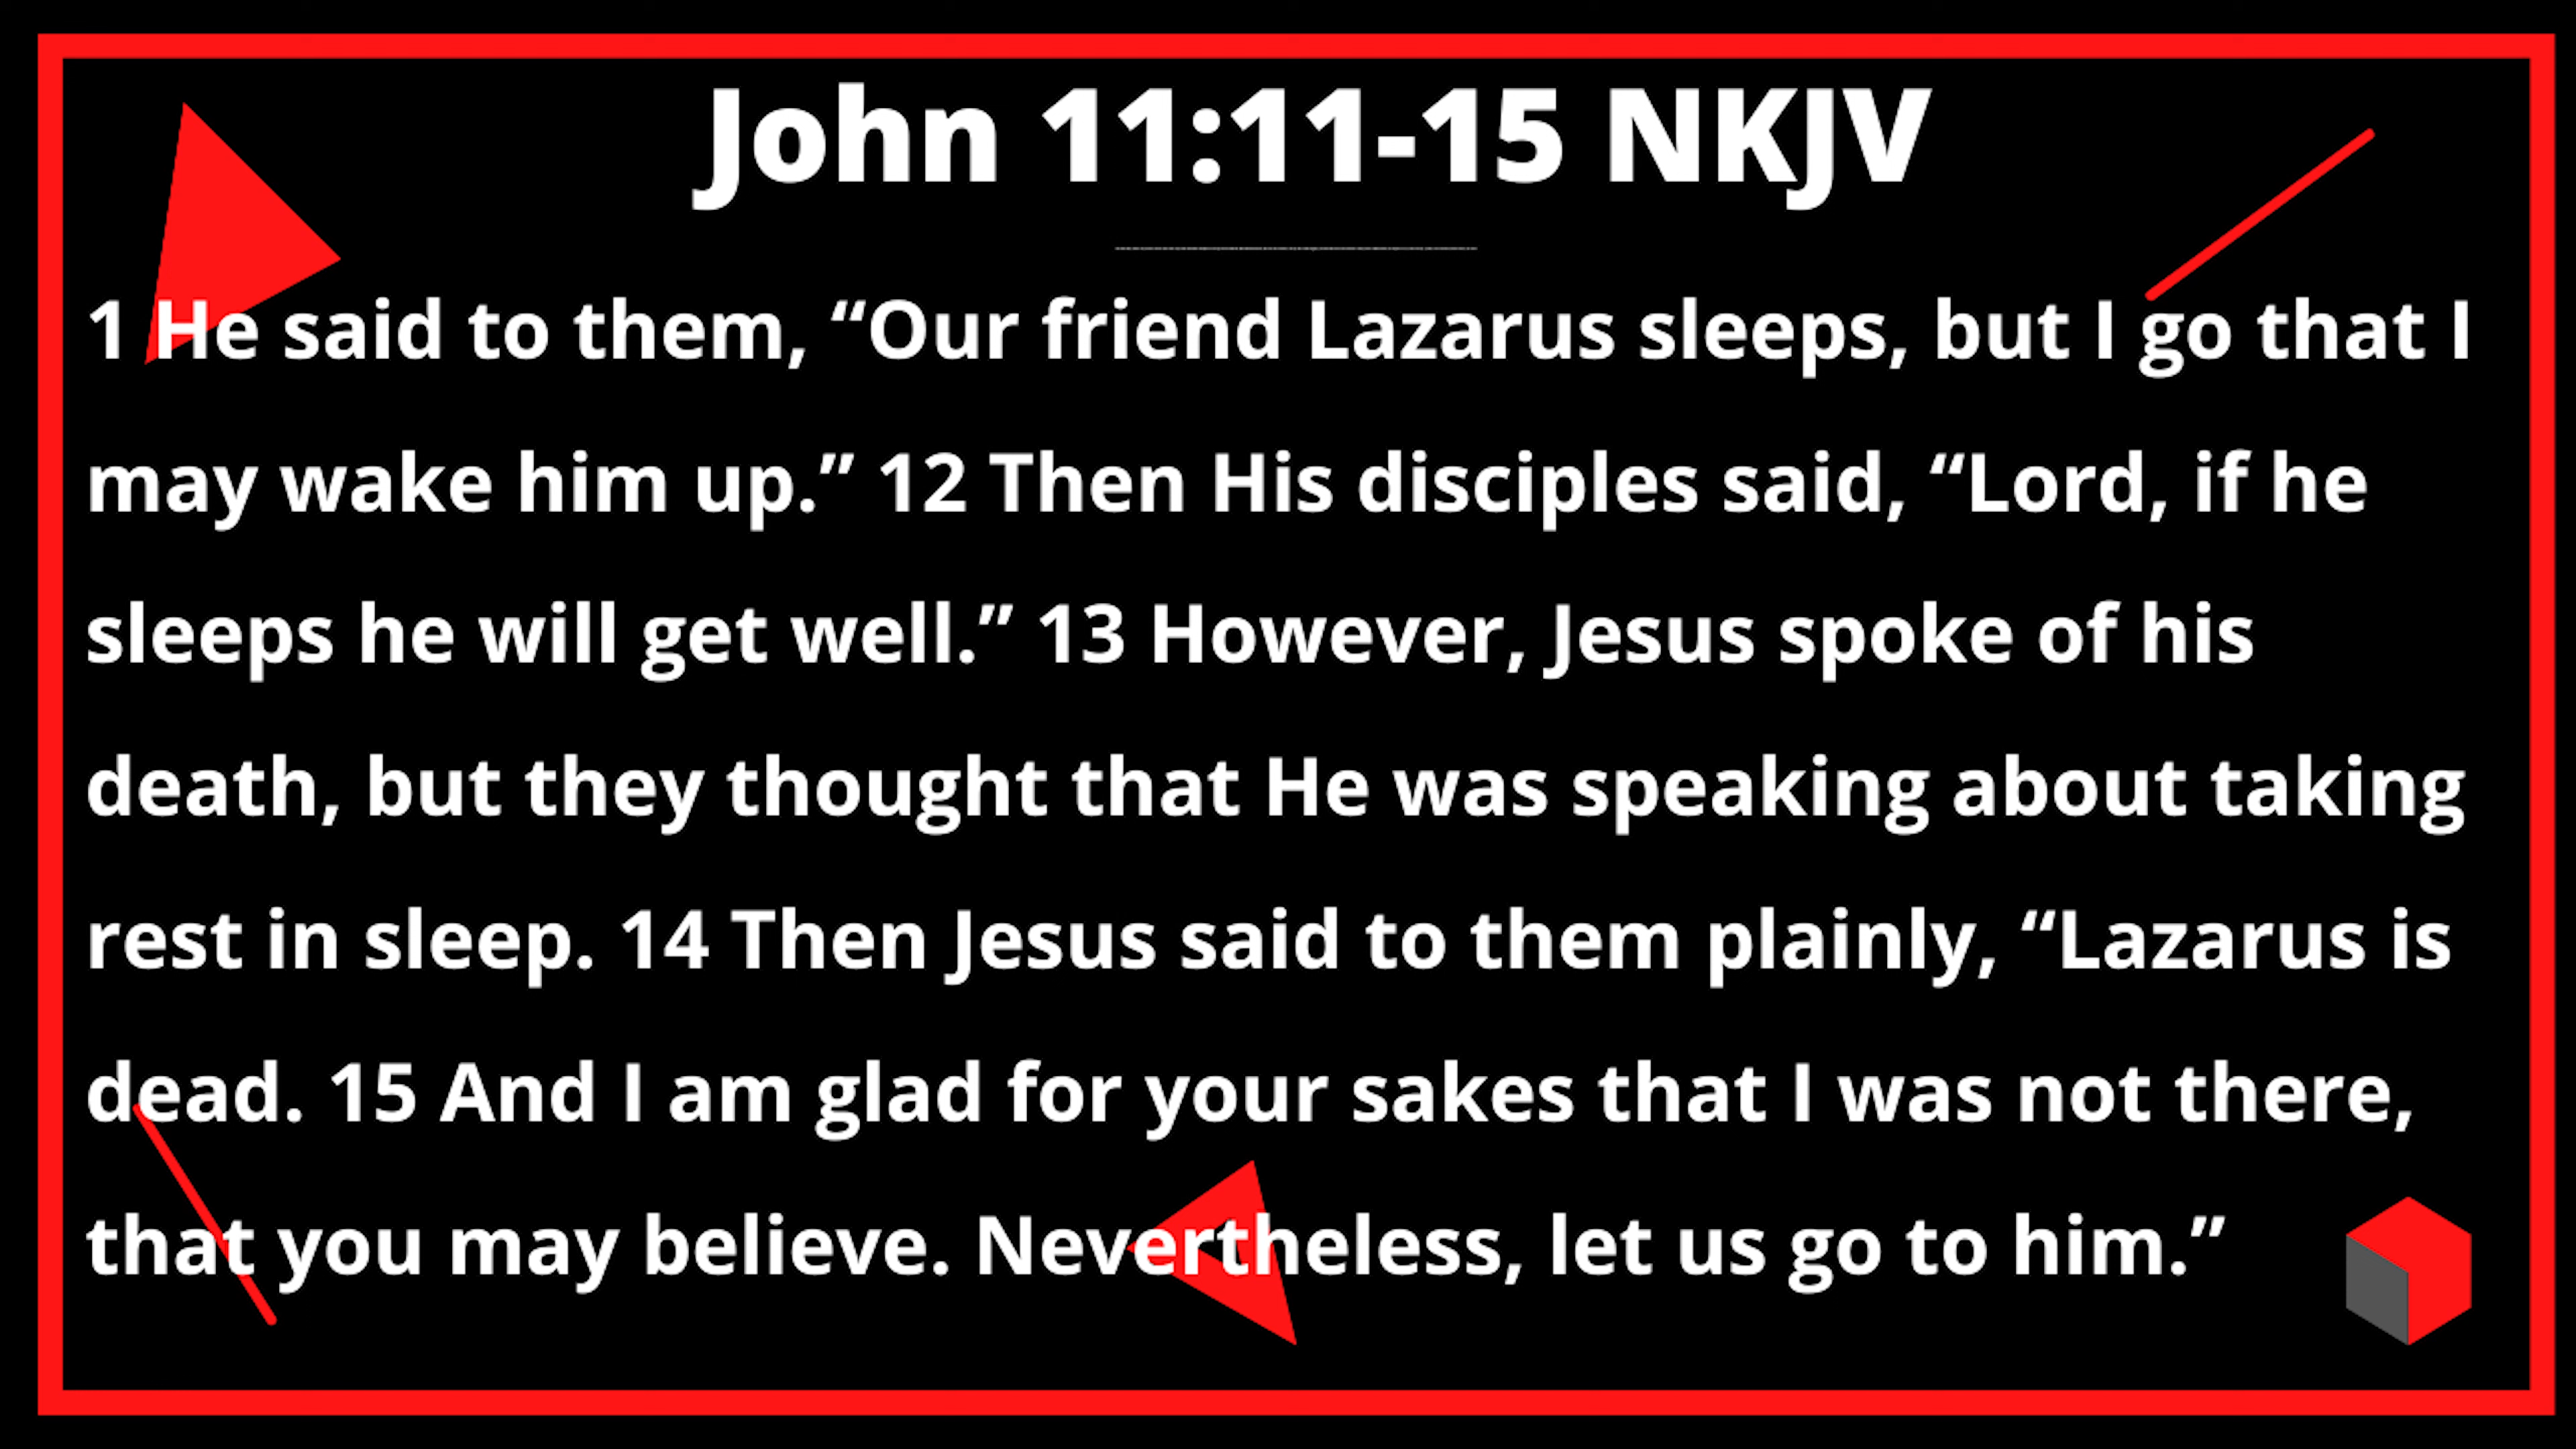 John 11:11-15 NKJV
1 He said to them, “Our friend Lazarus sleeps, but I go that I
may wake him up.” 12 Then His disciples said, “Lord, if he
sleeps he will get well.” 13 However, Jesus spoke of his
death, but they thought that He was speaking about taking
rest in sleep. 14 Then Jesus said to them plainly, “Lazarus is
dead. 15 And I am glad for your sakes that I was not there,
that you may believe. Nevertheless, let us go to him.”